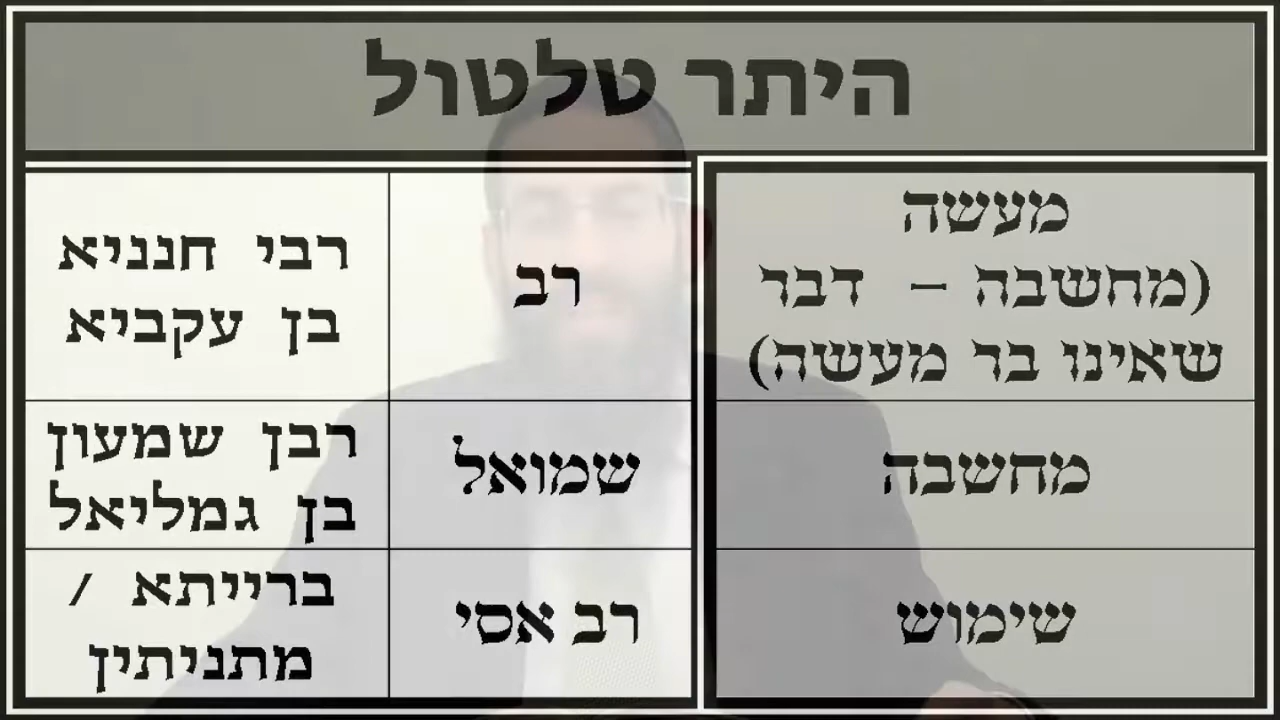 היתר טלטול
מעשה
(מחשבה – דבר
שאינו בר מעשה)
רב
רבי חנניא
בן עקביא
מחשבה
שמואל
רבן שמעון
בן גמליאל
שימוש
רב אסי
ברייתא /
מתניתין